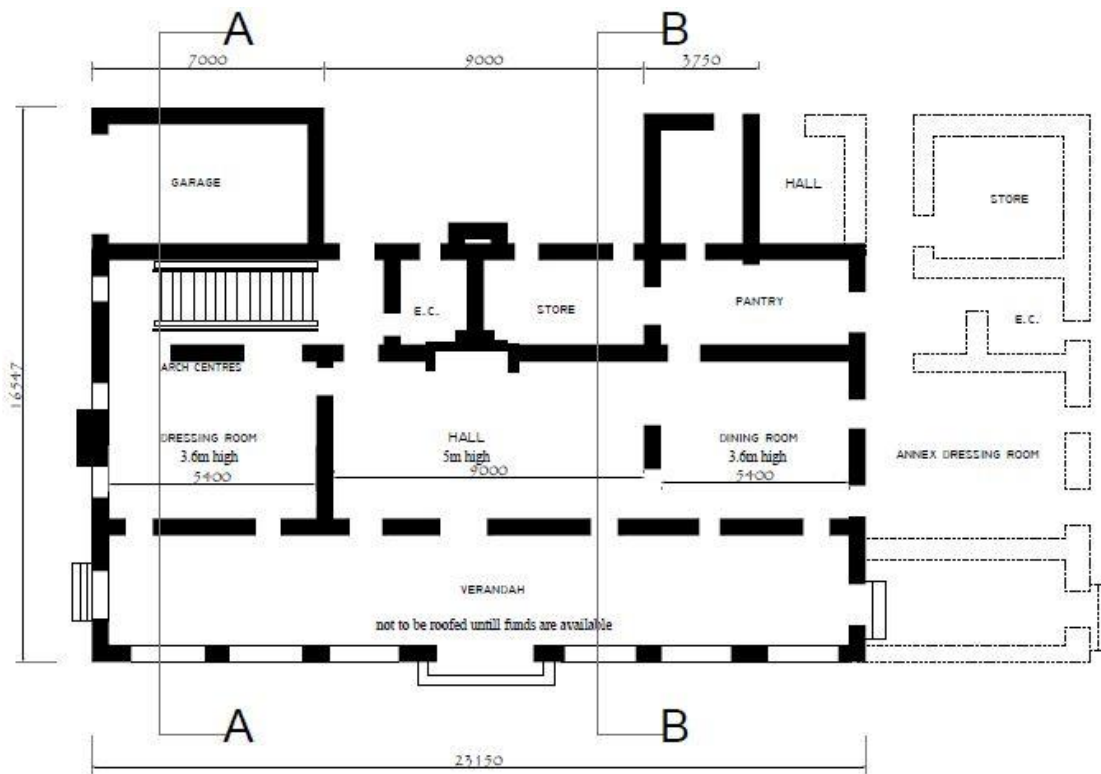 A
B
7000
9000
3750
GARAGE
HALL
STORE
E.C.
STORE
PANTRY
E.C.
ARCH CENTRES
16547
DRESSING ROOM
3.6m high
5400
HALL
5m high
9000
DINING ROOM
3.6m high
5400
ANNEX DRESSING ROOM
VERANDAH
not to be roofed untill funds are available
A
B
23150